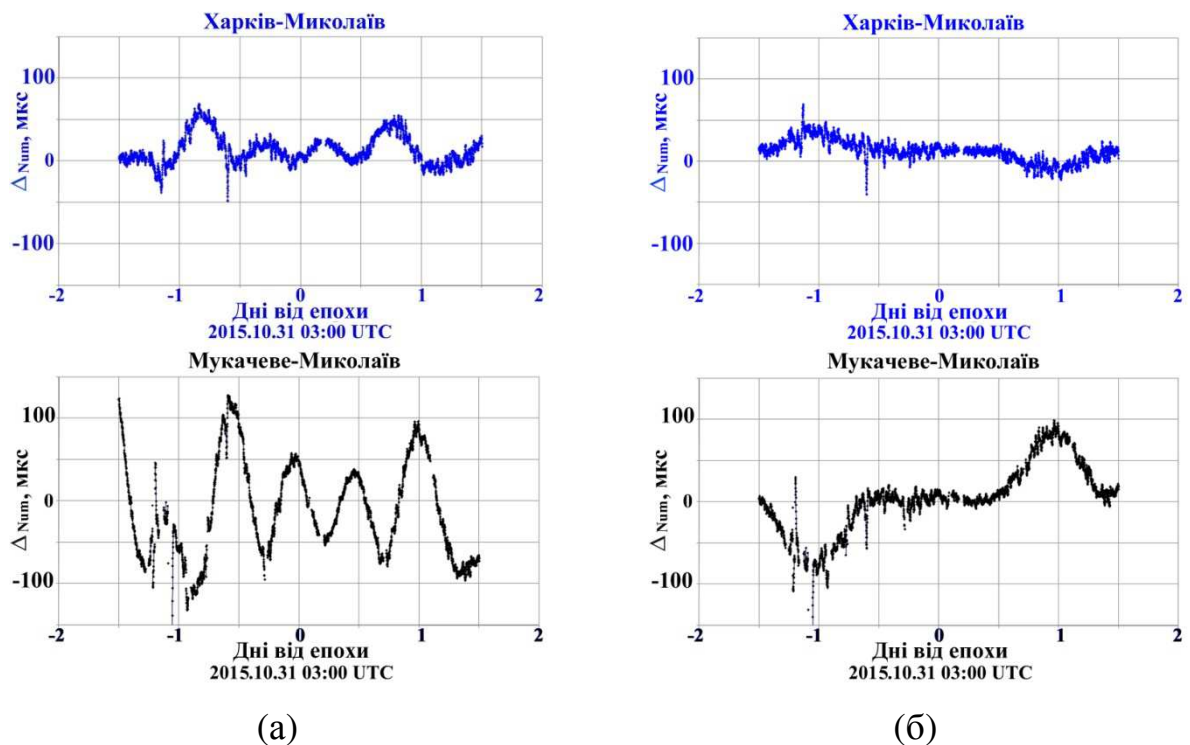 Харків-Миколаїв
100
0
-100
△Num, мкс
-2 -1 0 1 2
Дні від епохи
2015.10.31 03:00 UTC
Мукачеве-Миколаїв
100
0
-100
△Num, мкс
-2 -1 0 1 2
Дні від епохи
2015.10.31 03:00 UTC
(а)
Харків-Миколаїв
100
0
-100
△Num, мкс
-2 -1 0 1 2
Дні від епохи
2015.10.31 03:00 UTC
Мукачеве-Миколаїв
100
0
-100
△Num, мкс
-2 -1 0 1 2
Дні від епохи
2015.10.31 03:00 UTC
(б)